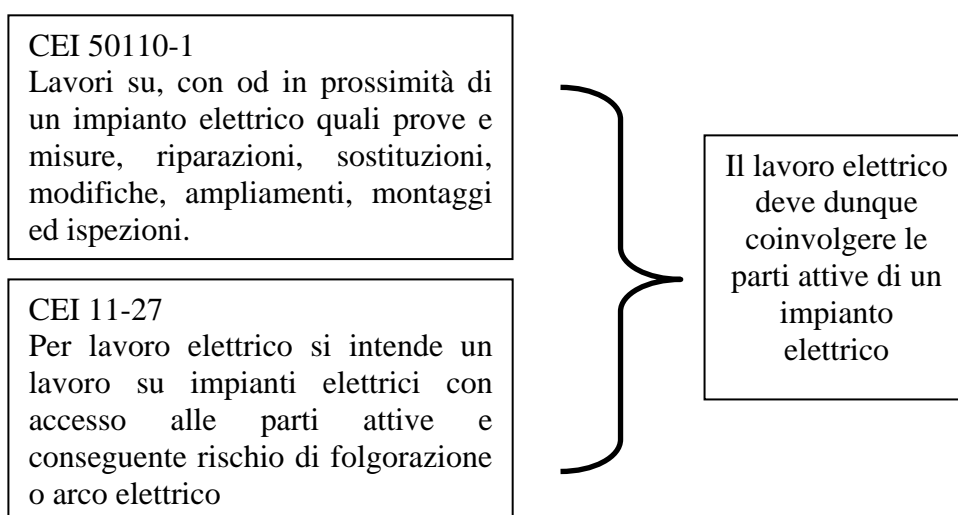 CEI 50110-1
Lavori su, con od in prossimità di
un impianto elettrico quali prove e
misure, riparazioni, sostituzioni,
modifiche, ampliamenti, montaggi
ed ispezioni.
CEI 11-27
Per lavoro elettrico si intende un
lavoro su impianti elettrici con
accesso alle parti attive e
conseguente rischio di folgorazione
o arco elettrico
Il lavoro elettrico
deve dunque
coinvolgere le
parti attive di un
impianto
elettrico